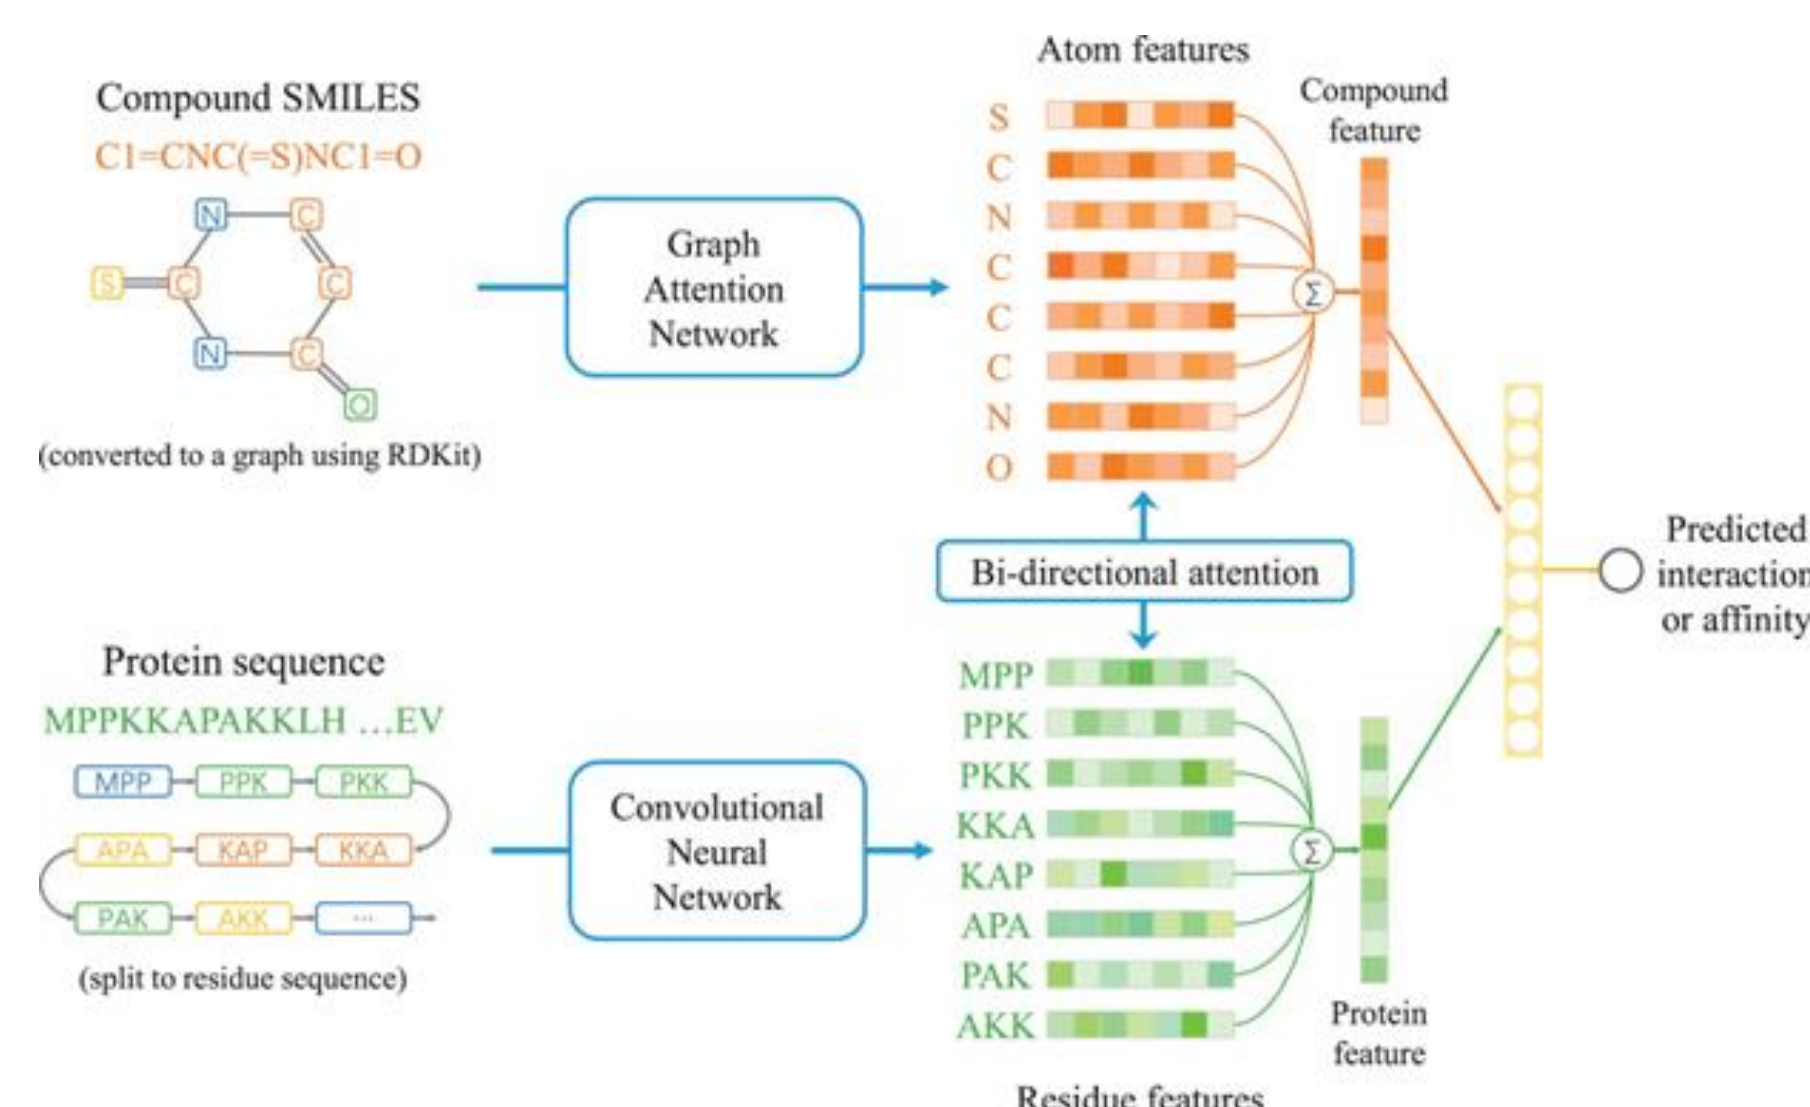 Compound SMILES
C1=CNC(=S)NC1=O
N C
S C C
N C
O
(converted to a graph using RDKit)
Graph
Attention
Network
Atom features
S
C
N
C
C
C
N
O
Σ
Compound
feature
Bi-directional attention
Protein sequence
MPPKKAPAKKLH ...EV
MPP PPK PKK
APA KAP KKA
PAK AKK ...
(split to residue sequence)
Convolutional
Neural
Network
MPP
PPK
PKK
KKA
KAP
APA
PAK
AKK
Σ
Residue features
Protein
feature
Predicted
interaction
or affinity